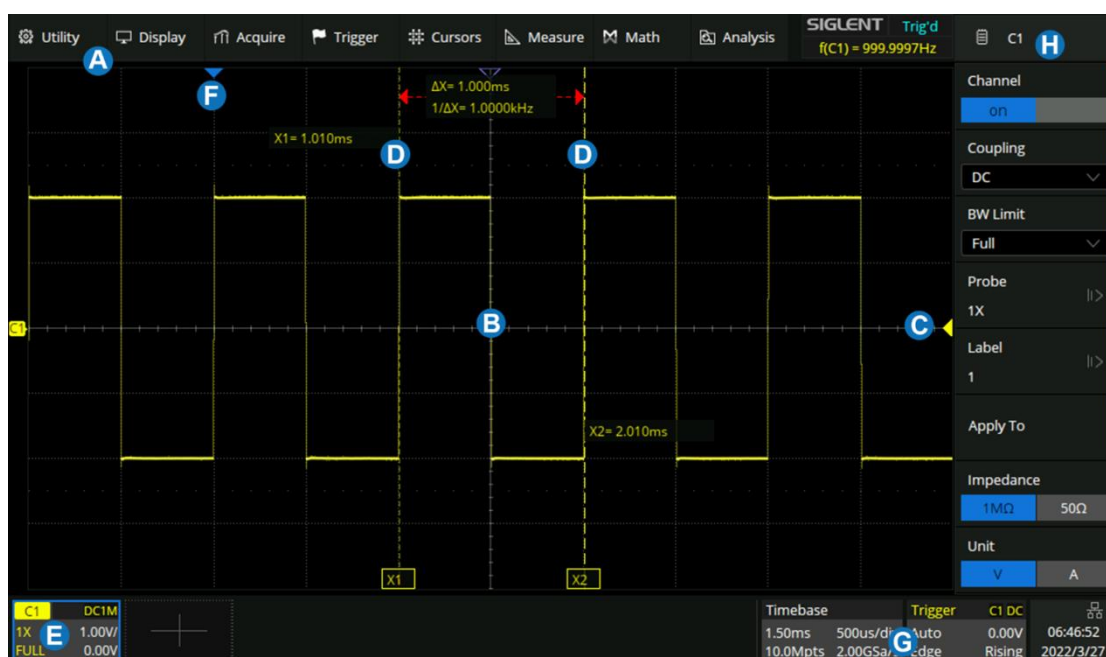 Utility Display Acquire Trigger Cursors Measure Math Analysis
SIGLENT Trig'd
f(C1) = 999.9997Hz
C1 H
A
F
ΔX= 1.000ms
1/ΔX= 1.0000kHz
X1= 1.010ms
D D
B
C
C1
X2= 2.010ms
X1 X2
Channel
on
Coupling
DC
BW Limit
Full
Probe
1X
Label
1
Apply To
Impedance
1MΩ 50Ω
Unit
V A
C1 DC1M
1X E 1.00V/
FULL 0.00V
Timebase
1.50ms 500us/di
10.0Mpts 2.00GSa/
G
Trigger C1 DC
Auto 0.00V
Edge Rising
06:46:52
2022/3/27